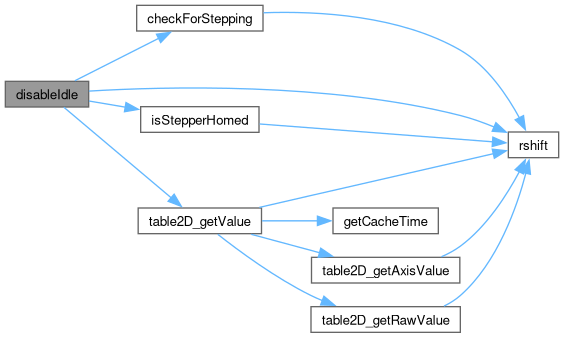 checkForStepping
disableIdle
isStepperHomed
rshift
table2D_getValue
getCacheTime
table2D_getAxisValue
table2D_getRawValue